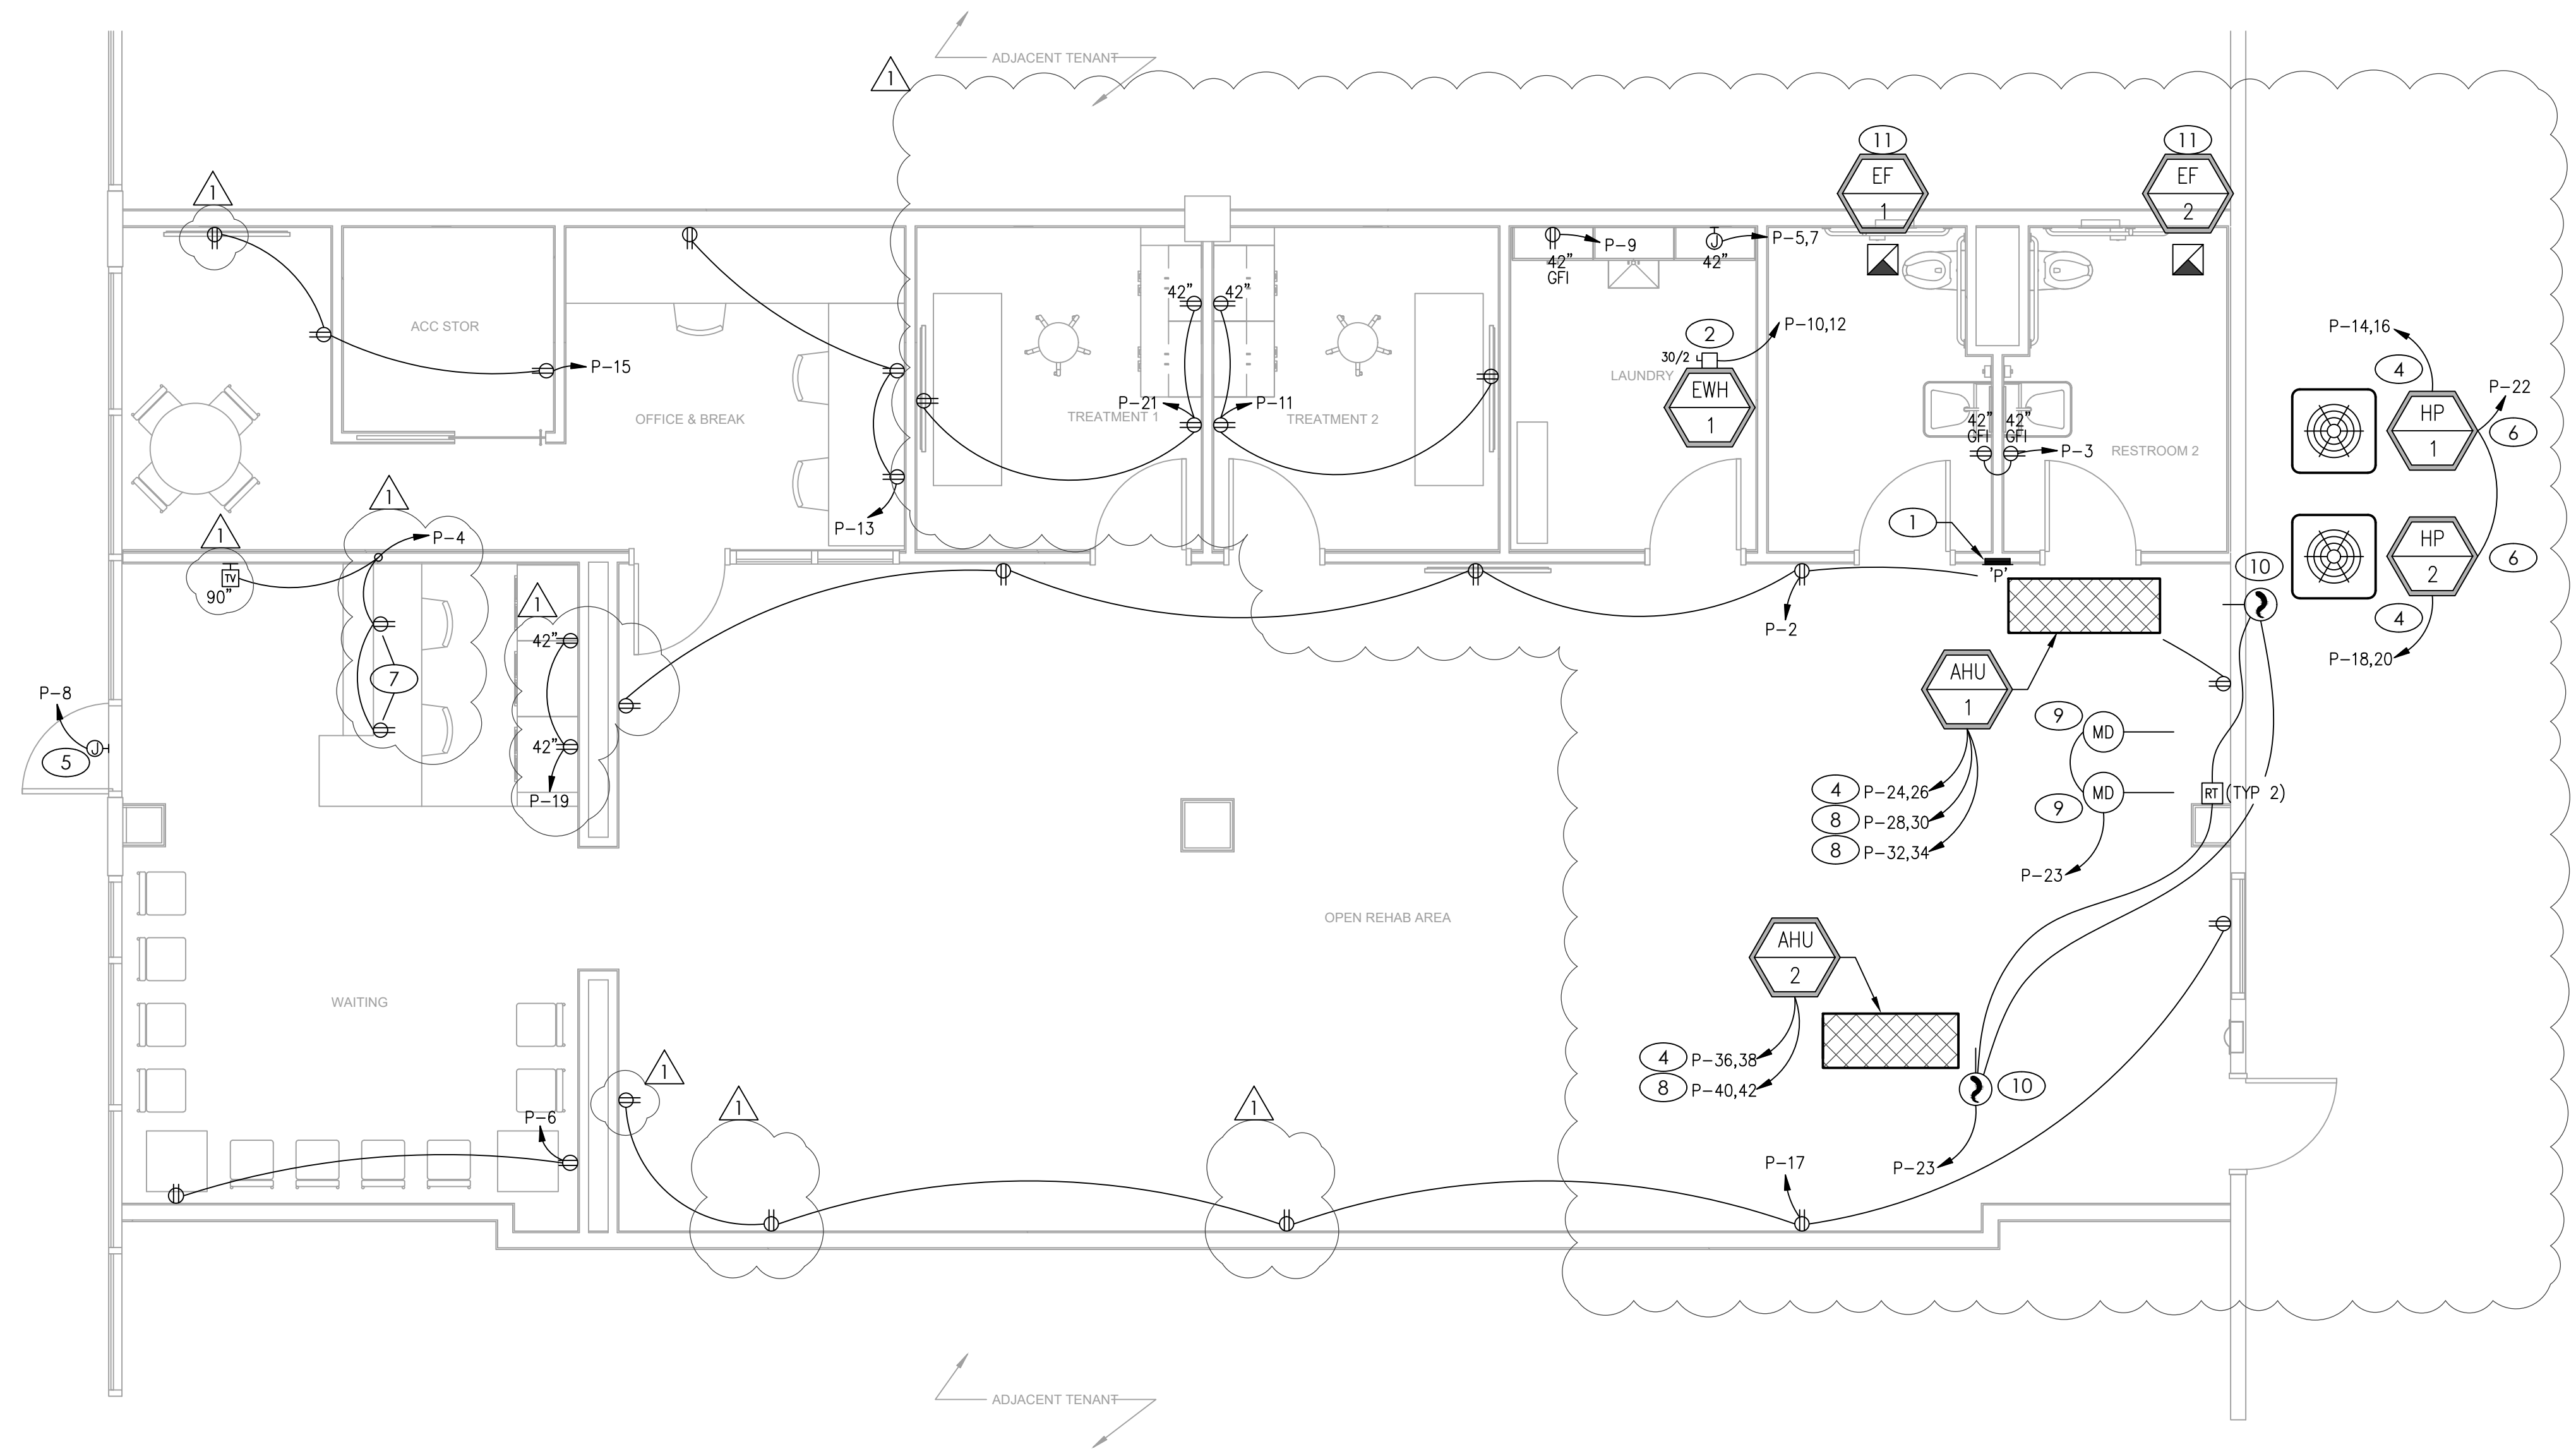 ADJACENT TENANT
1
11
11
EF
1
EF
2
1
P-9
42"
GFI
P-5,7
42"
ACC STOR
P-15
OFFICE & BREAK
42"
42"
P-21
P-11
TREATMENT 1
TREATMENT 2
2
30/2
P-10,12
LAUNDRY
EWH
1
42"
GFI
42"
GFI
P-3
RESTROOM 2
P-14,16
4
P-22
HP
1
6
P-13
1
1
P-4
TV
90"
1
'P'
HP
2
6
10
4
P-18,20
1
42"
7
P-2
P-8
J
5
42"
P-19
AHU
1
9
MD
9
MD
RT
(TYP 2)
4
P-24,26
8
P-28,30
8
P-32,34
P-23
OPEN REHAB AREA
AHU
2
WAITING
4
P-36,38
8
P-40,42
10
P-6
1
1
1
P-17
P-23
ADJACENT TENANT